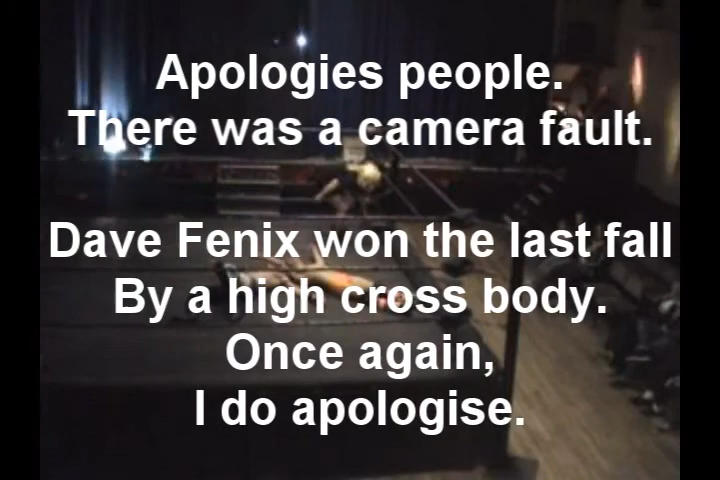 Apologies people.
There was a camera fault.
Dave Fenix won the last fall
By a high cross body.
Once again,
I do apologise.